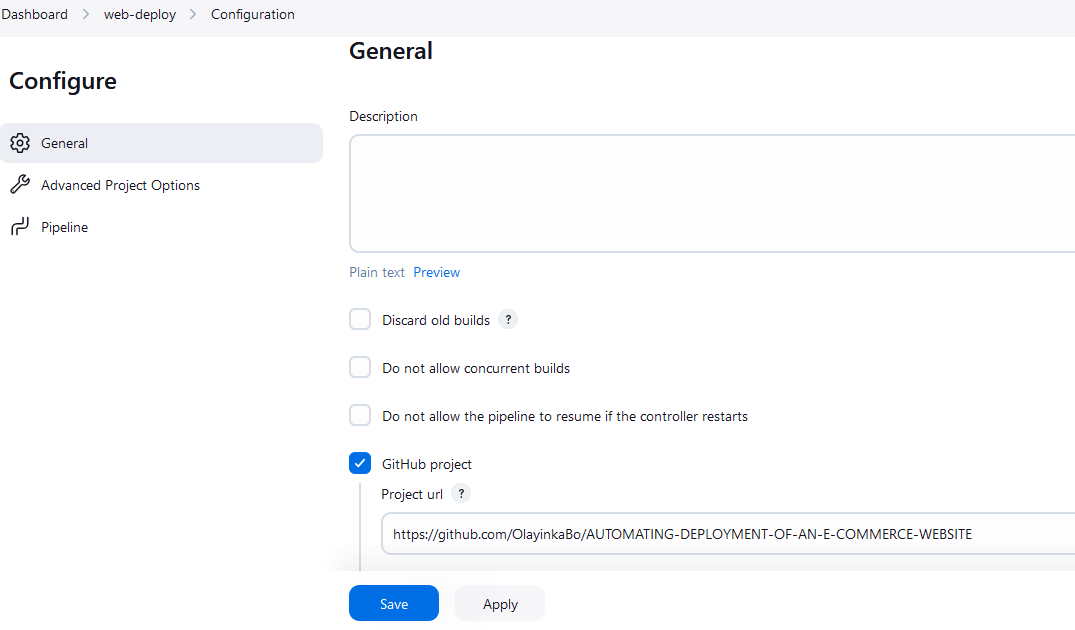 Dashboard > web-deploy > Configuration
Configure
General
Advanced Project Options
Pipeline
General
Description
Plain text Preview
Discard old builds ?
Do not allow concurrent builds
Do not allow the pipeline to resume if the controller restarts
GitHub project
Project url ?
https://github.com/OlayinkaBo/AUTOMATING-DEPLOYMENT-OF-AN-E-COMMERCE-WEBSITE
Save Apply